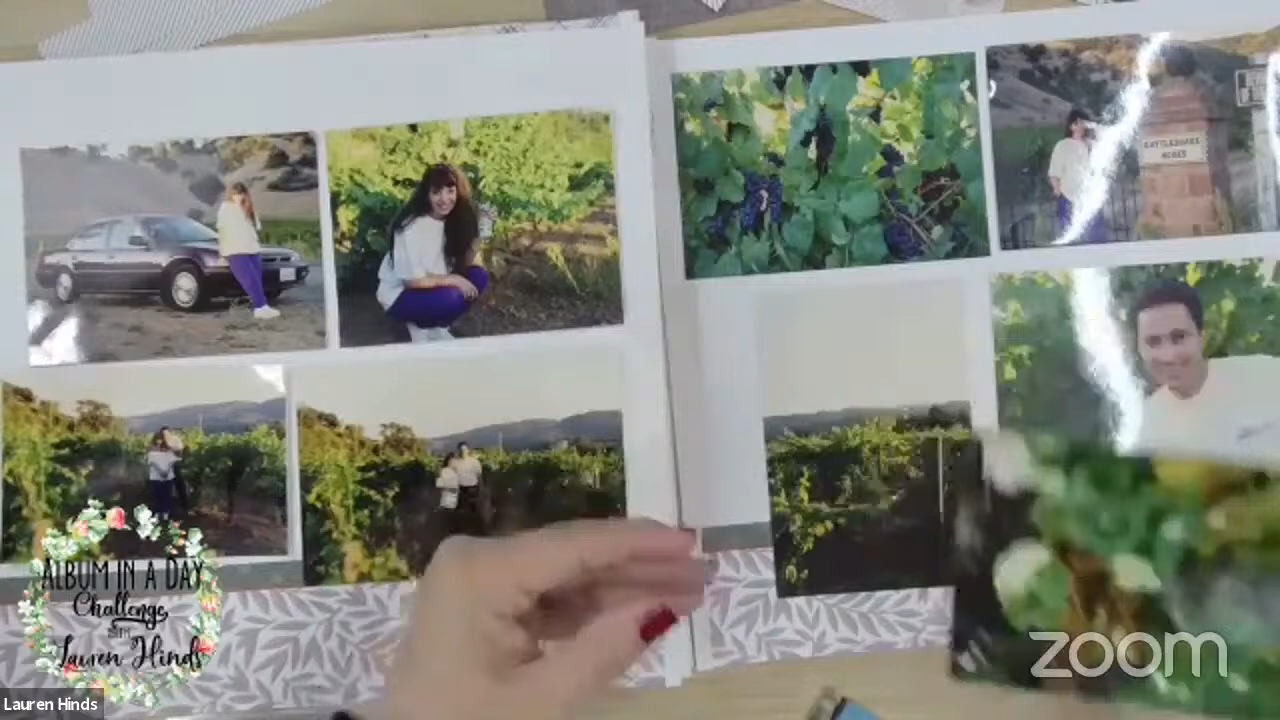 RATTLESNAKE
ACRES
ALBUM IN A DAY
Challenge
WITH
Lauren Hinds
zoom
Lauren Hinds